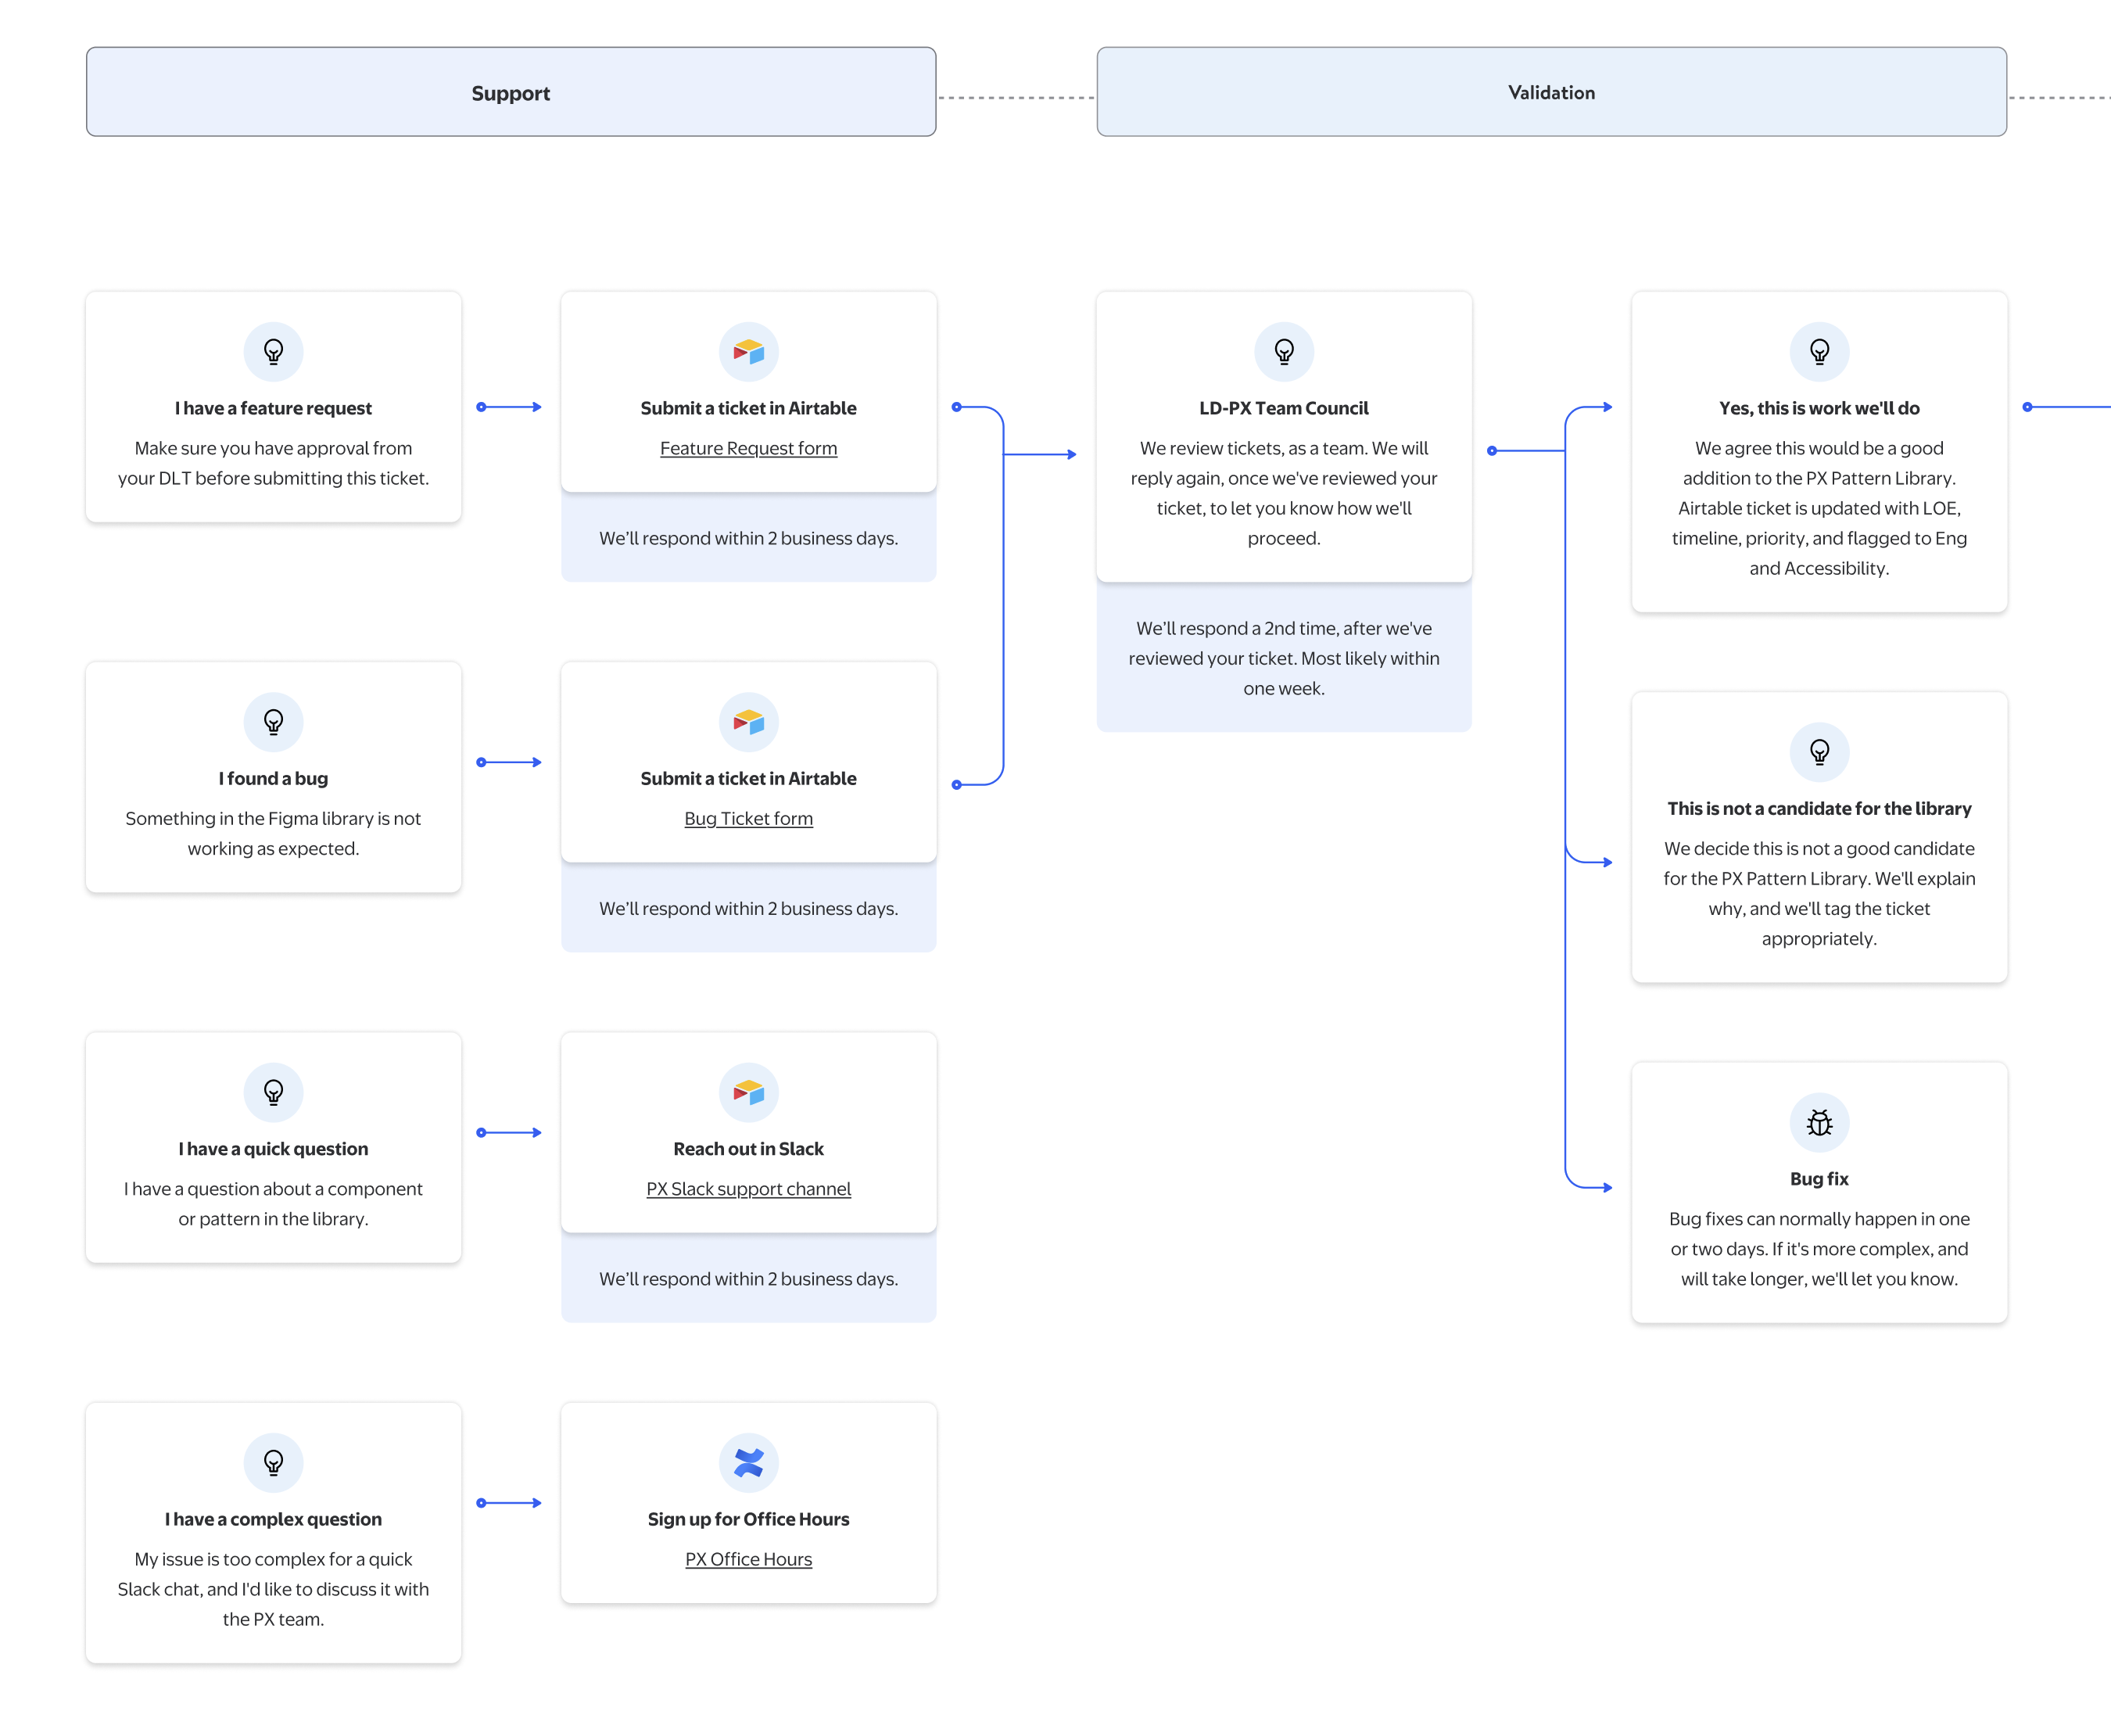 Support
Validation
I have a feature request
Make sure you have approval from
your DLT before submitting this ticket.
Submit a ticket in Airtable
Feature Request form
We’ll respond within 2 business days.
LD-PX Team Council
We review tickets, as a team. We will
reply again, once we've reviewed your
ticket, to let you know how we'll
proceed.
We’ll respond a 2nd time, after we've
reviewed your ticket. Most likely within
one week.
Yes, this is work we'll do
We agree this would be a good
addition to the PX Pattern Library.
Airtable ticket is updated with LOE,
timeline, priority, and flagged to Eng
and Accessibility.
I found a bug
Something in the Figma library is not
working as expected.
Submit a ticket in Airtable
Bug Ticket form
We’ll respond within 2 business days.
This is not a candidate for the library
We decide this is not a good candidate
for the PX Pattern Library. We'll explain
why, and we'll tag the ticket
appropriately.
I have a quick question
I have a question about a component
or pattern in the library.
Reach out in Slack
PX Slack support channel
We’ll respond within 2 business days.
Bug fix
Bug fixes can normally happen in one
or two days. If it's more complex, and
will take longer, we'll let you know.
I have a complex question
My issue is too complex for a quick
Slack chat, and I'd like to discuss it with
the PX team.
Sign up for Office Hours
PX Office Hours